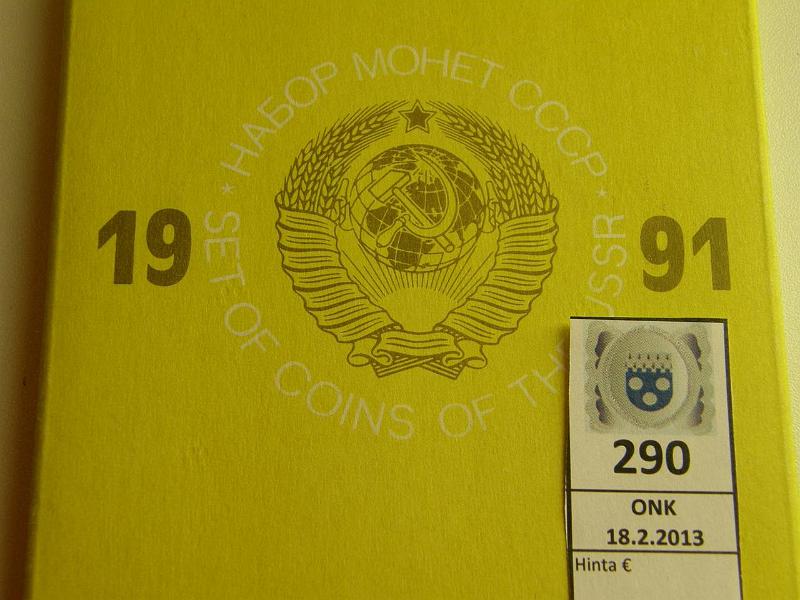 НАБОР МОНЕТ СССР
19 91
SET OF COINS OF THE USSR
290
ONK
18.2.2013
Hinta €